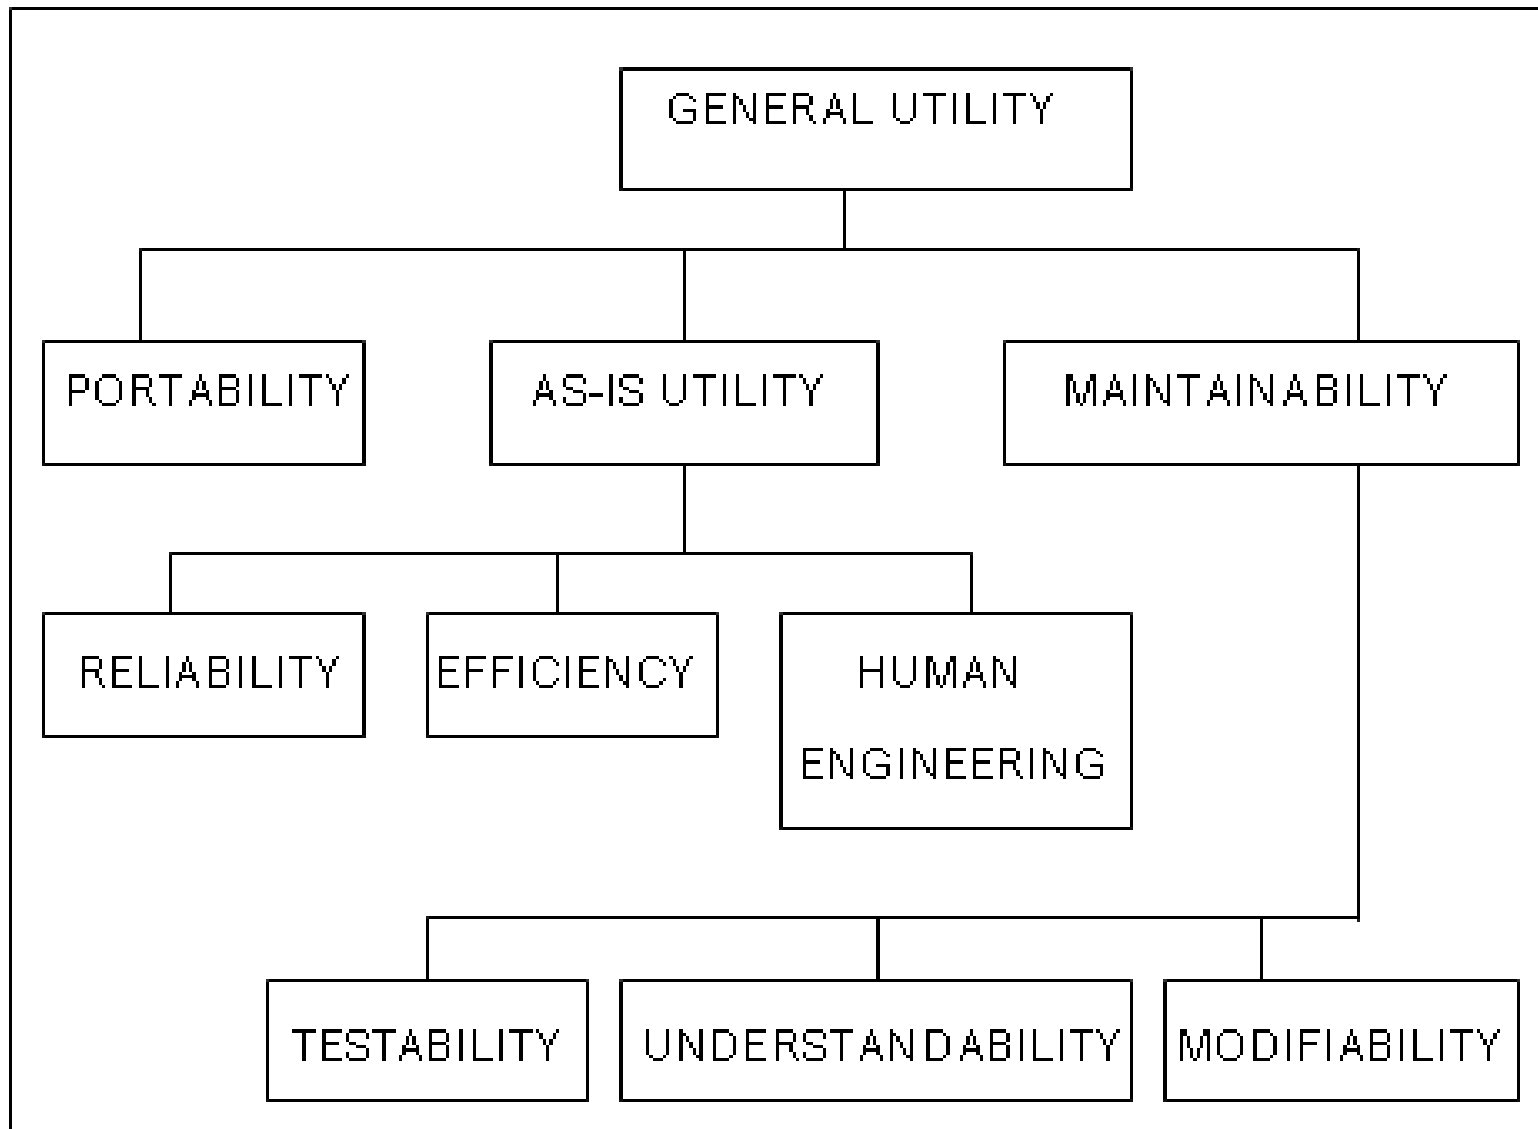 GENERAL UTILITY
PORTABILITY
AS-IS UTILITY
MAINTAINABILITY
RELIABILITY
EFFICIENCY
HUMAN
ENGINEERING
TESTABILITY
UNDERSTANDABILITY
MODIFIABILITY